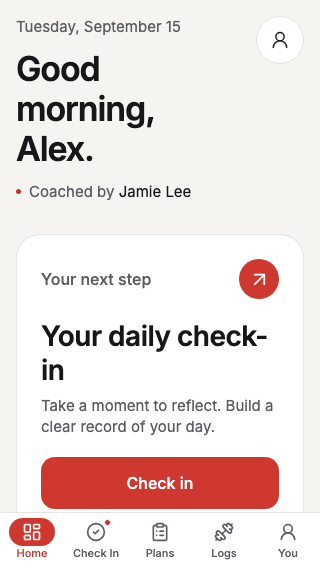 Tuesday, September 15
Good
morning,
Alex.
Coached by Jamie Lee
Your next step
Your daily check-
in
Take a moment to reflect. Build a
clear record of your day.
Check in
Home
Check In
Plans
Logs
You